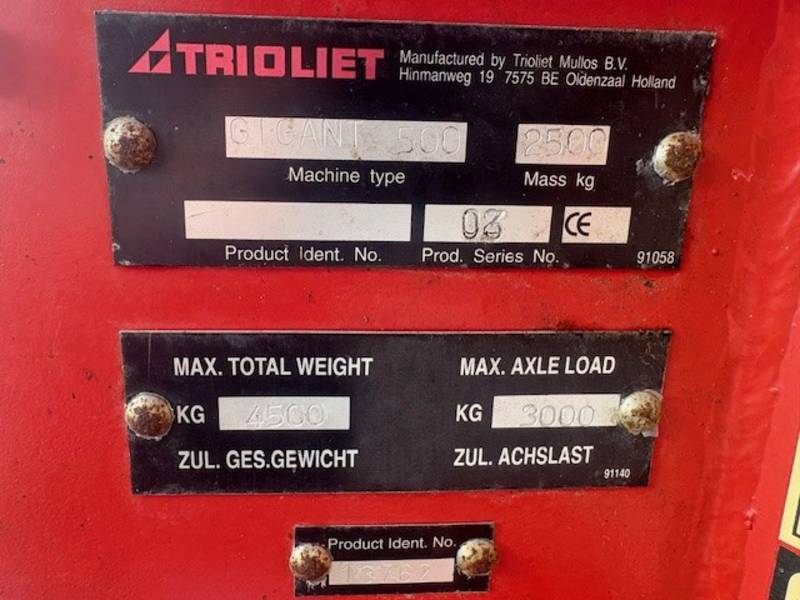 TRIOLIET Manufactured by Trioliet Mullos B.V.
Hinmanweg 19 7575 BE Oldenzaal Holland
GIGANT 500 2500
Machine type Mass kg
03 CE
Product Ident. No. Prod. Series No. 91058
MAX. TOTAL WEIGHT MAX. AXLE LOAD
KG 4500 KG 3000
ZUL. GES.GEWICHT ZUL. ACHSLAST
91140
Product Ident. No.
13762